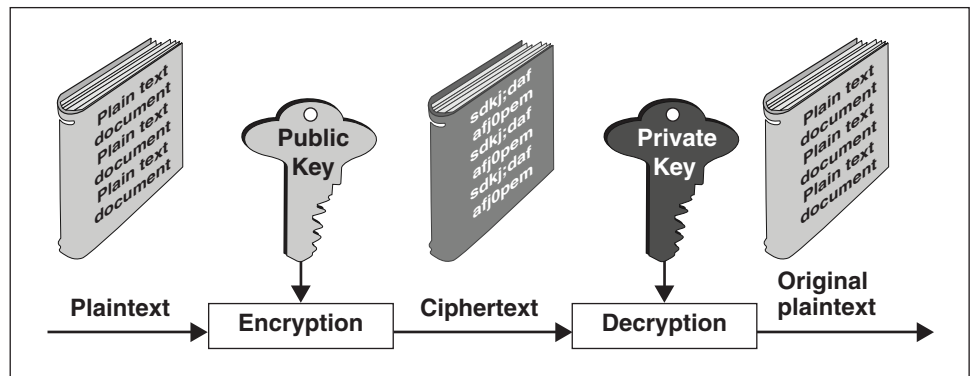 Plain text
document
Plain text
document
Plain text
document
Public
Key
sdkj;daf
afj0pem
sdkj;daf
afj0pem
sdkj;daf
afj0pem
Private
Key
Plain text
document
Plain text
document
Plain text
document
Plaintext
Encryption
Ciphertext
Decryption
Original
plaintext